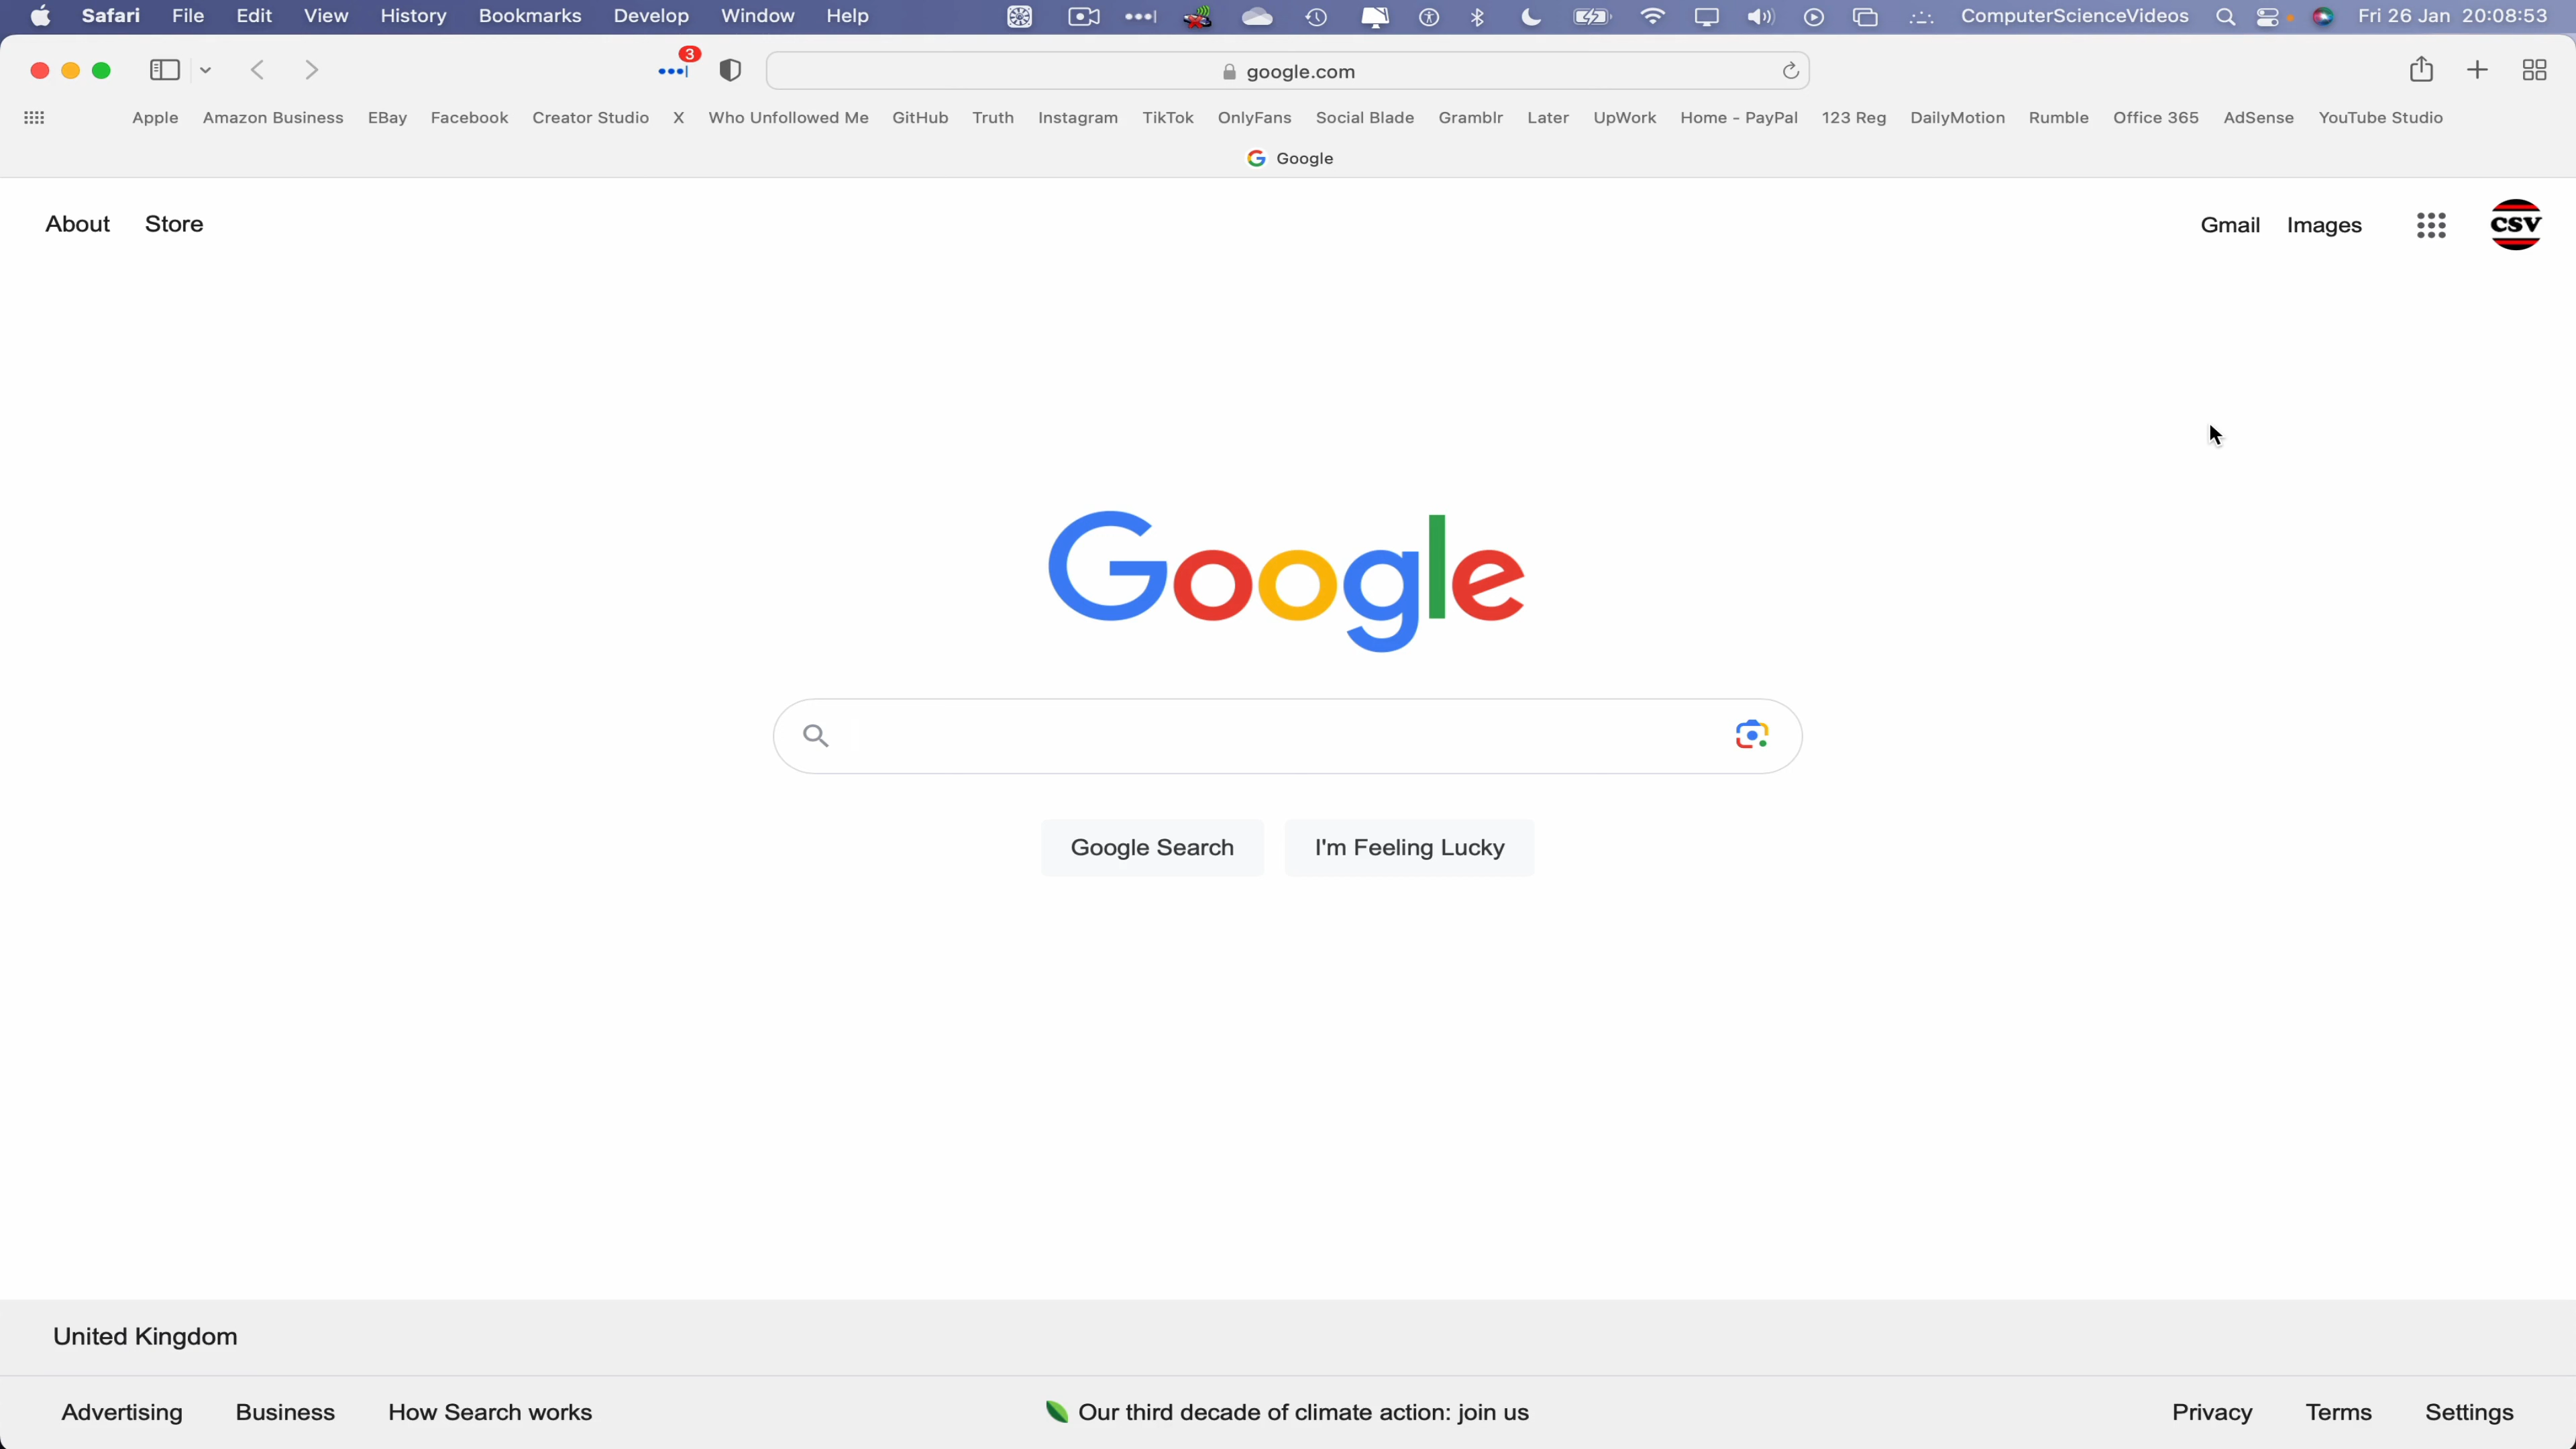 Safari File Edit View History Bookmarks Develop Window Help ComputerScienceVideos Fri 26 Jan 20:08:53
3
google.com
Apple Amazon Business EBay Facebook Creator Studio X Who Unfollowed Me GitHub Truth Instagram TikTok OnlyFans Social Blade Gramblr Later UpWork Home - PayPal 123 Reg DailyMotion Rumble Office 365 AdSense YouTube Studio
Google
About Store Gmail Images CSV
Google
Google Search I'm Feeling Lucky
United Kingdom
Advertising Business How Search works Our third decade of climate action: join us Privacy Terms Settings